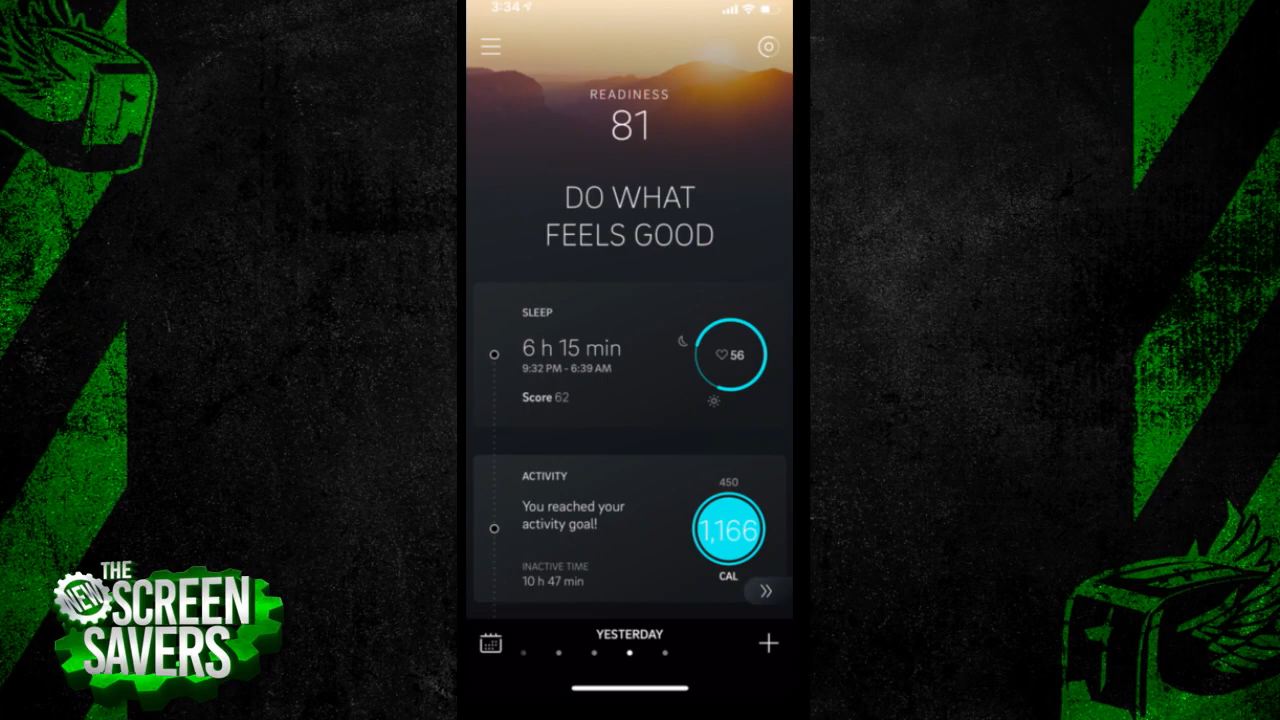 3:34
READINESS
81
DO WHAT
FEELS GOOD
SLEEP
6 h 15 min
9:32 PM - 6:39 AM
Score 62
56
ACTIVITY
You reached your
activity goal!
INACTIVE TIME
10 h 47 min
450
1,166
CAL
YESTERDAY
THE
NEW
SCREEN
SAVERS